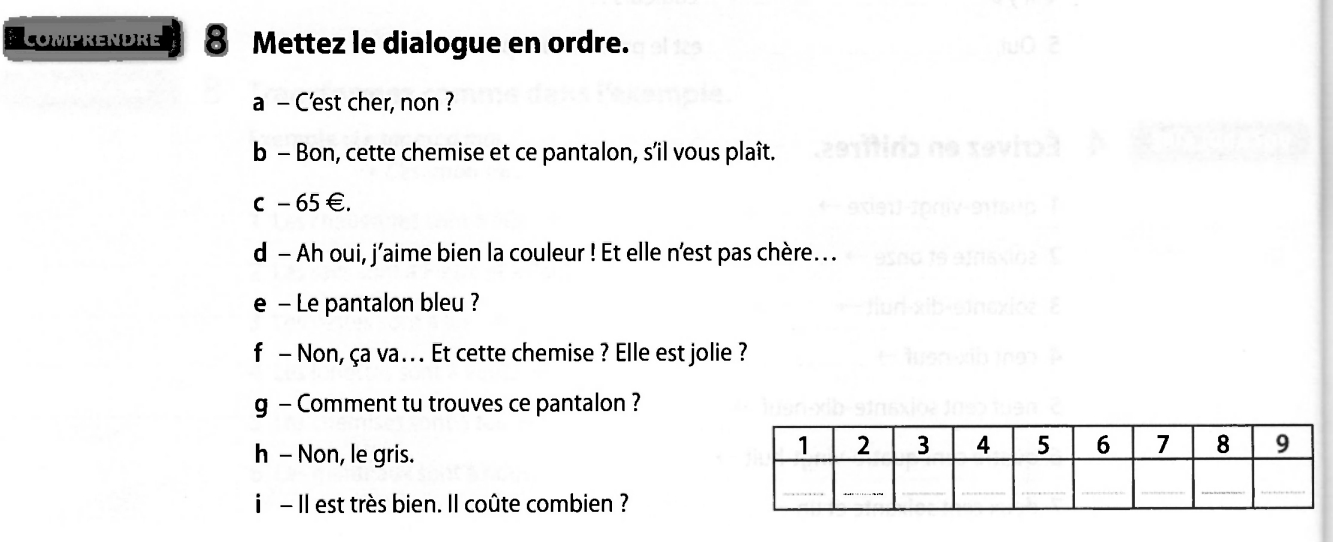 COMPRENDRE 8 Mettez le dialogue en ordre.
a – C'est cher, non ?
b – Bon, cette chemise et ce pantalon, s'il vous plaît.
c – 65 €.
d – Ah oui, j'aime bien la couleur ! Et elle n'est pas chère…
e – Le pantalon bleu ?
f – Non, ça va… Et cette chemise ? Elle est jolie ?
g – Comment tu trouves ce pantalon ?
h – Non, le gris.
i – Il est très bien. Il coûte combien ?
1 2 3 4 5 6 7 8 9